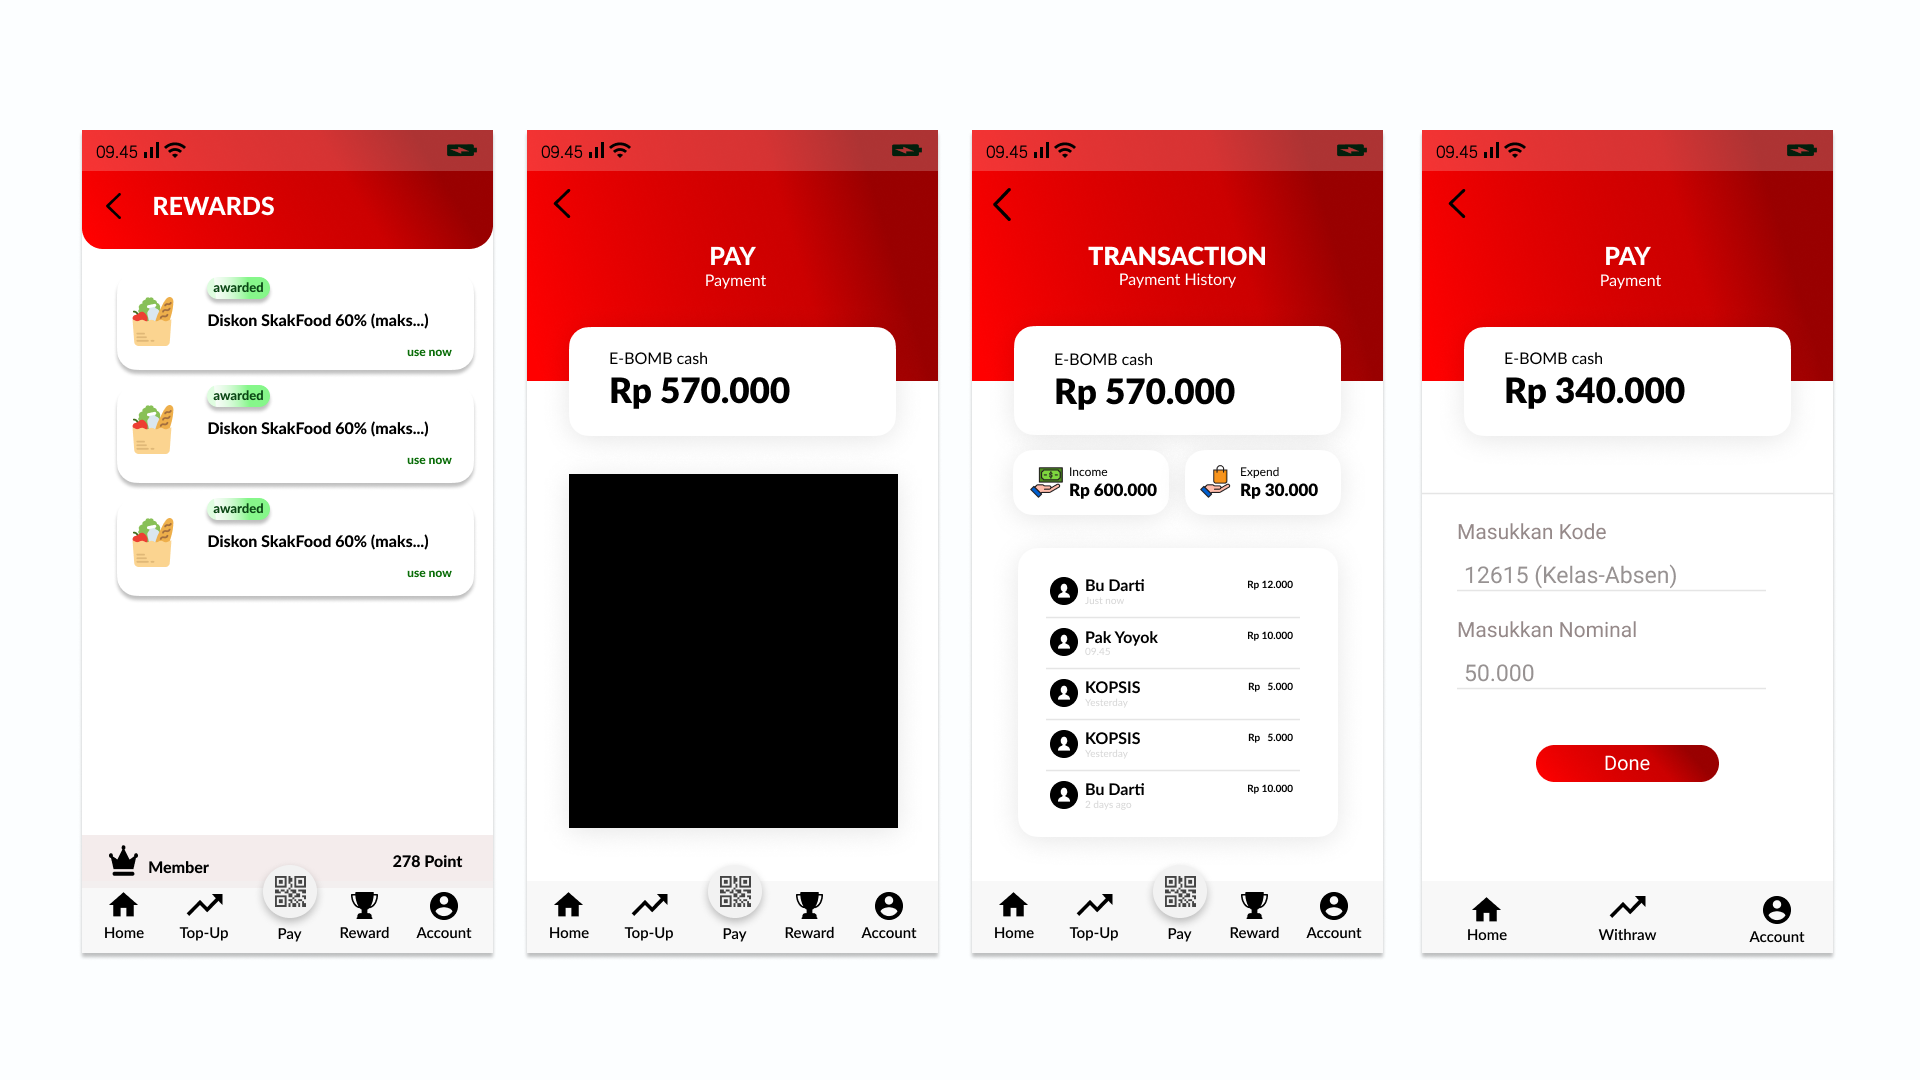 09.45
REWARDS
awarded
Diskon SkakFood 60% (maks...)
use now
awarded
Diskon SkakFood 60% (maks...)
use now
awarded
Diskon SkakFood 60% (maks...)
use now
Member
278 Point
Home
Top-Up
Pay
Reward
Account
09.45
PAY
Payment
E-BOMB cash
Rp 570.000
Home
Top-Up
Pay
Reward
Account
09.45
TRANSACTION
Payment History
E-BOMB cash
Rp 570.000
Income
Rp 600.000
Expend
Rp 30.000
Bu Darti
Rp 12.000
Just now
Pak Yoyok
Rp 10.000
09.45
KOPSIS
Rp 5.000
Yesterday
KOPSIS
Rp 5.000
Yesterday
Bu Darti
Rp 10.000
2 days ago
Home
Top-Up
Pay
Reward
Account
09.45
PAY
Payment
E-BOMB cash
Rp 340.000
Masukkan Kode
12615 (Kelas-Absen)
Masukkan Nominal
50.000
Done
Home
Withraw
Account